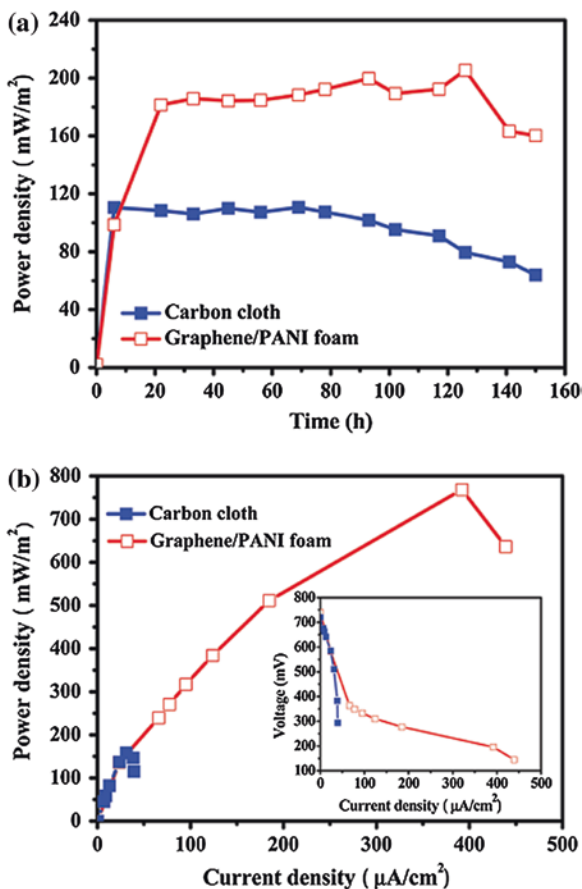 (a)
240
200
160
120
80
40
0
Power density ( mW/m²)
Carbon cloth
Graphene/PANI foam
0 20 40 60 80 100 120 140 160
Time (h)
(b)
800
700
600
500
400
300
200
100
0
Power density ( mW/m²)
Carbon cloth
Graphene/PANI foam
800
700
600
500
400
300
200
100
Voltage (mV)
0 100 200 300 400 500
Current density ( μA/cm²)
0 100 200 300 400 500
Current density ( μA/cm²)